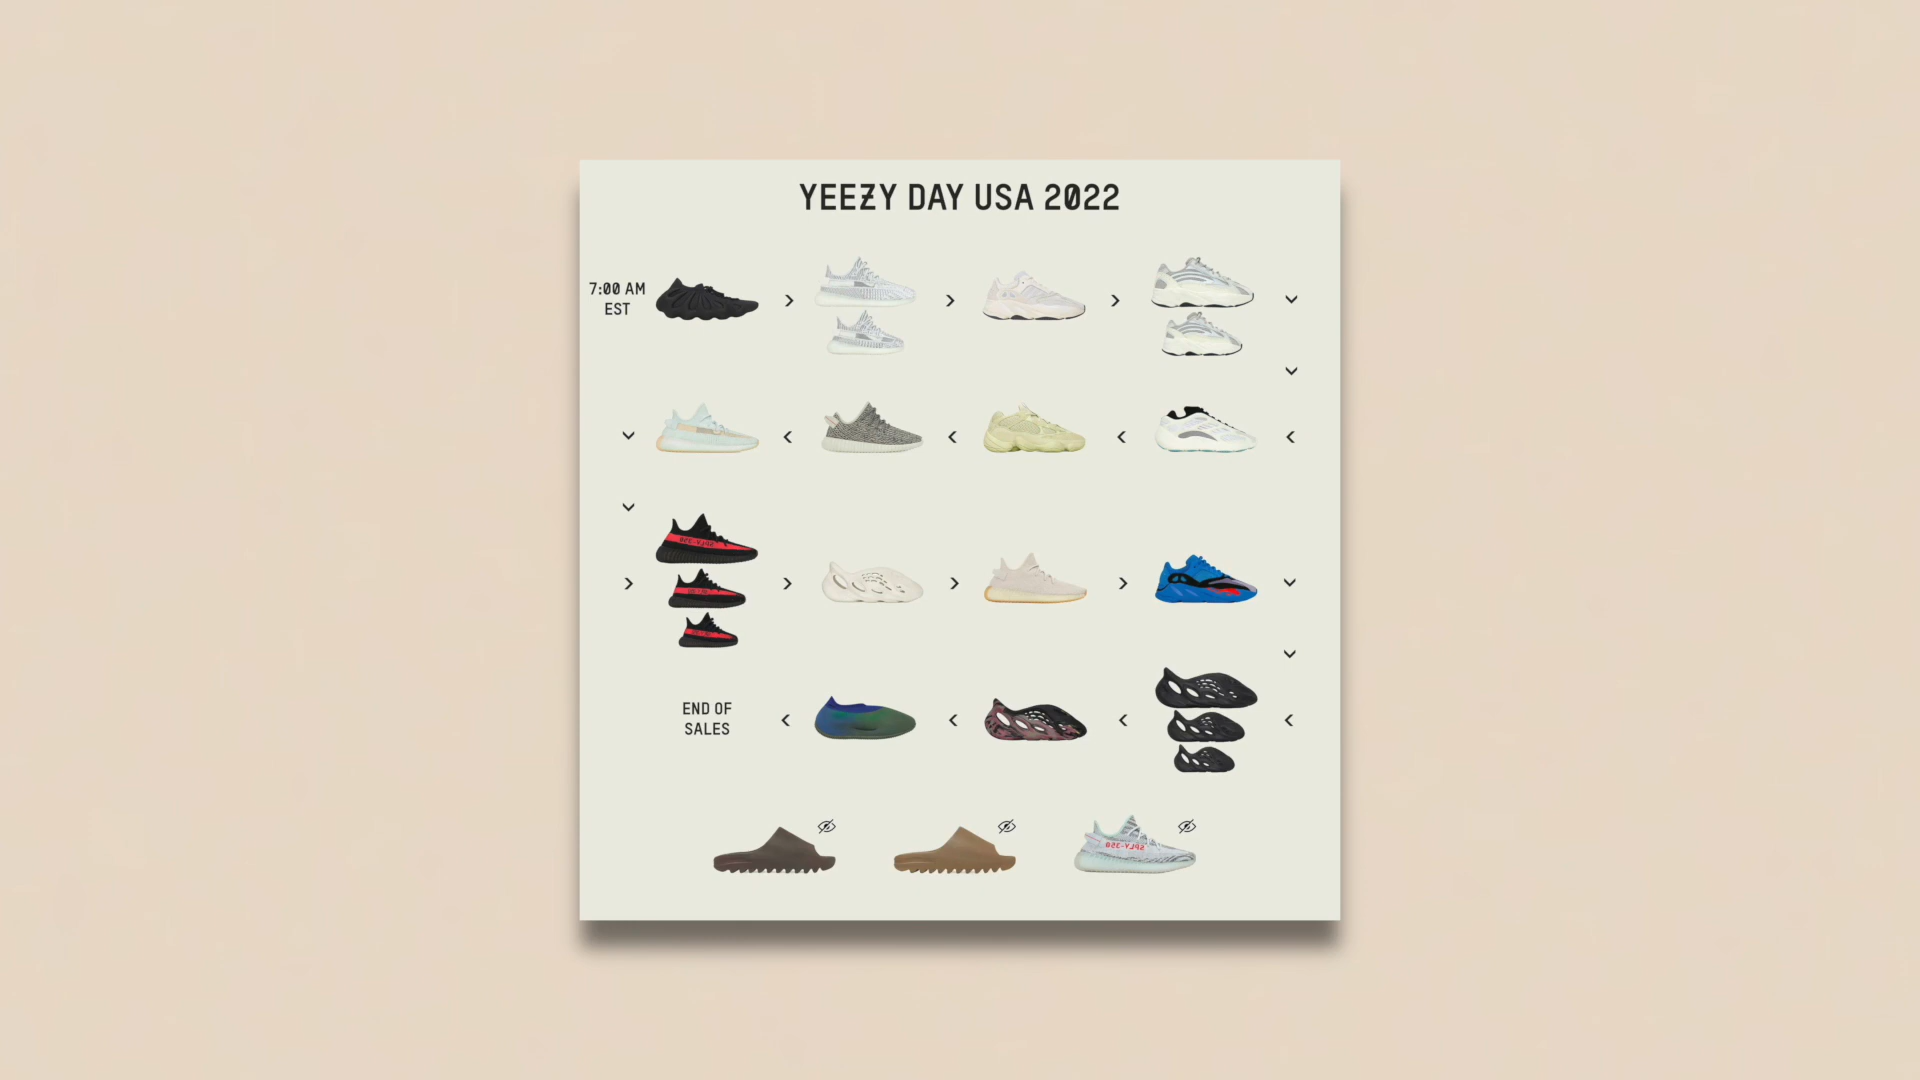 YEEZY DAY USA 2022
7:00 AM
EST
END OF
SALES